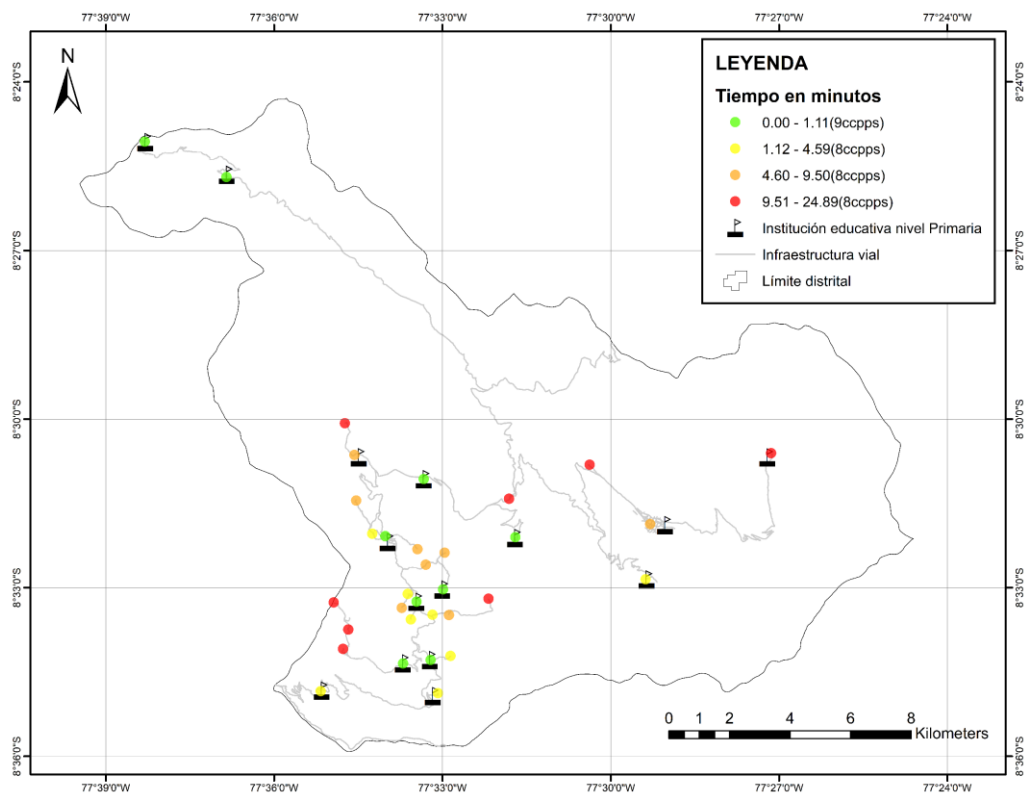 77°39'0"W 77°36'0"W 77°33'0"W 77°30'0"W 77°27'0"W 77°24'0"W
N
8°24'0"S 8°24'0"S
8°27'0"S 8°27'0"S
8°30'0"S 8°30'0"S
8°33'0"S 8°33'0"S
8°36'0"S 8°36'0"S
LEYENDA
Tiempo en minutos
0.00 - 1.11(9ccpps)
1.12 - 4.59(8ccpps)
4.60 - 9.50(8ccpps)
9.51 - 24.89(8ccpps)
Institución educativa nivel Primaria
Infraestructura vial
Límite distrital
0 1 2 4 6 8
Kilometers
77°39'0"W 77°36'0"W 77°33'0"W 77°30'0"W 77°27'0"W 77°24'0"W